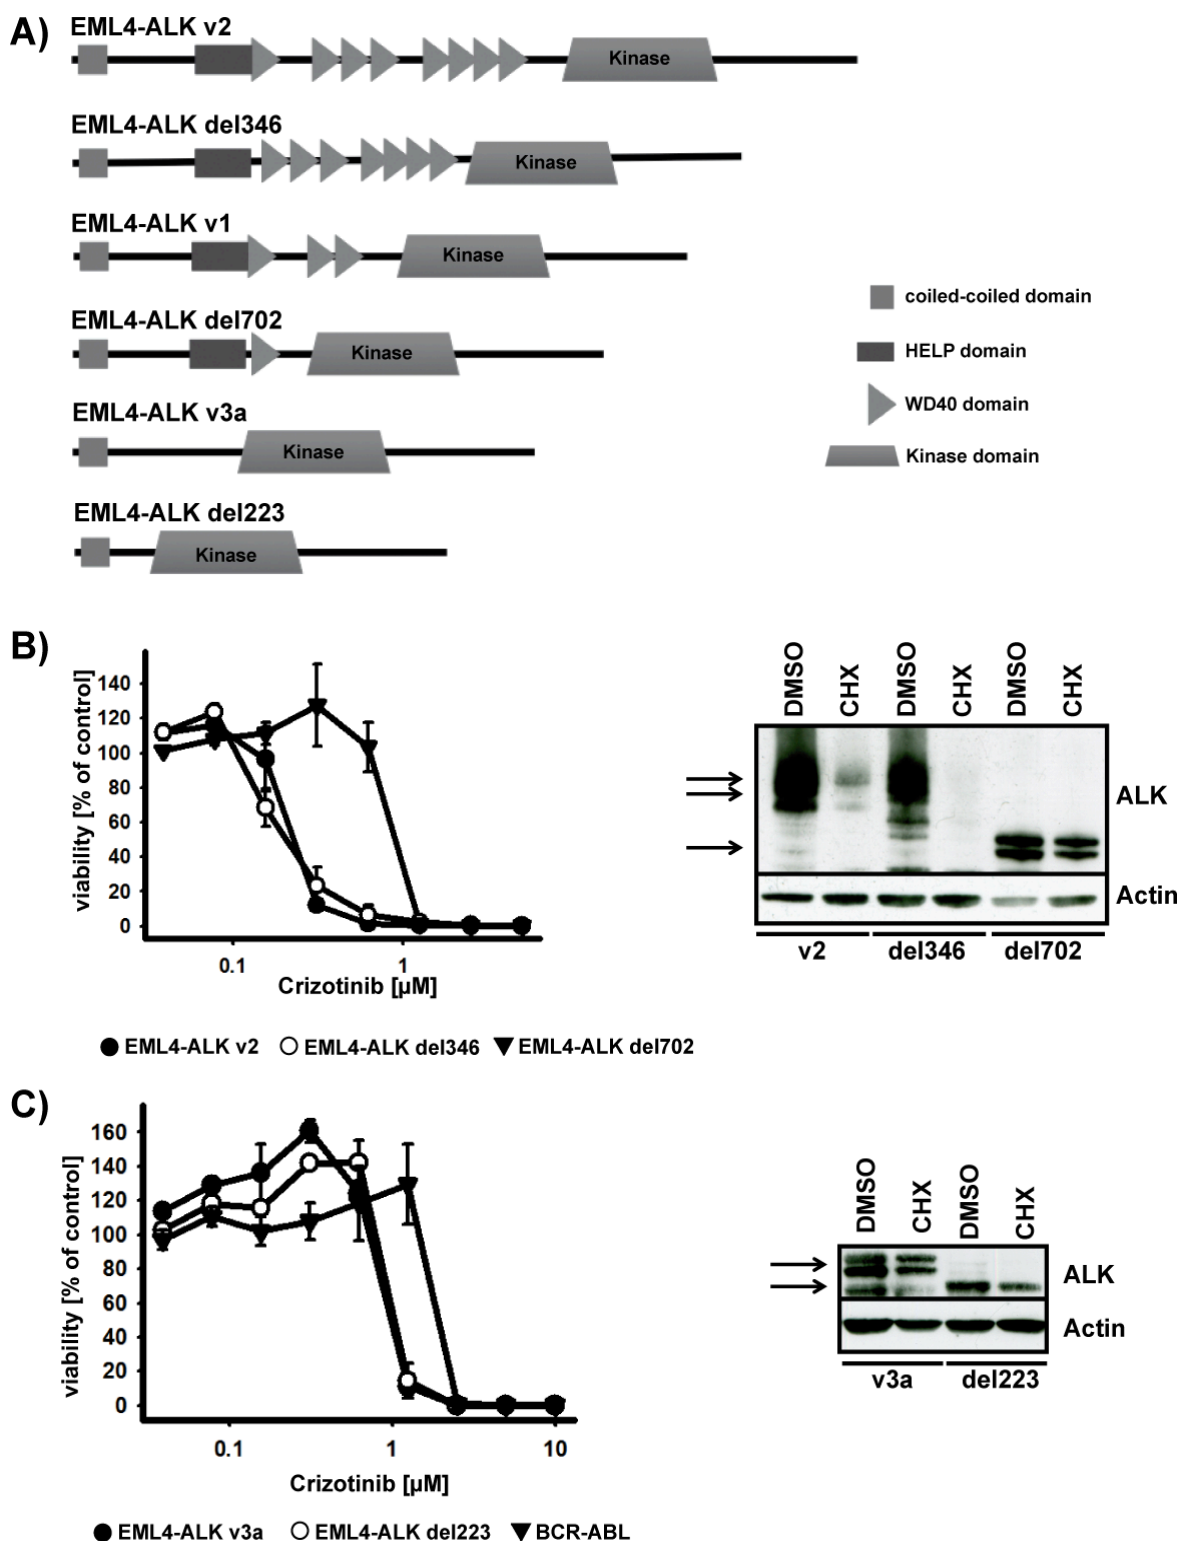 A)
EML4-ALK v2
Kinase
EML4-ALK del346
Kinase
EML4-ALK v1
Kinase
EML4-ALK del702
Kinase
EML4-ALK v3a
Kinase
EML4-ALK del223
Kinase
coiled-coiled domain
HELP domain
WD40 domain
Kinase domain
B)
viability [% of control]
140
120
100
80
60
40
20
0
0.1 1
Crizotinib [µM]
EML4-ALK v2 EML4-ALK del346 EML4-ALK del702
DMSO CHX DMSO CHX DMSO CHX
ALK
Actin
v2 del346 del702
C)
viability [% of control]
160
140
120
100
80
60
40
20
0
0.1 1 10
Crizotinib [µM]
EML4-ALK v3a EML4-ALK del223 BCR-ABL
DMSO CHX DMSO CHX
ALK
Actin
v3a del223